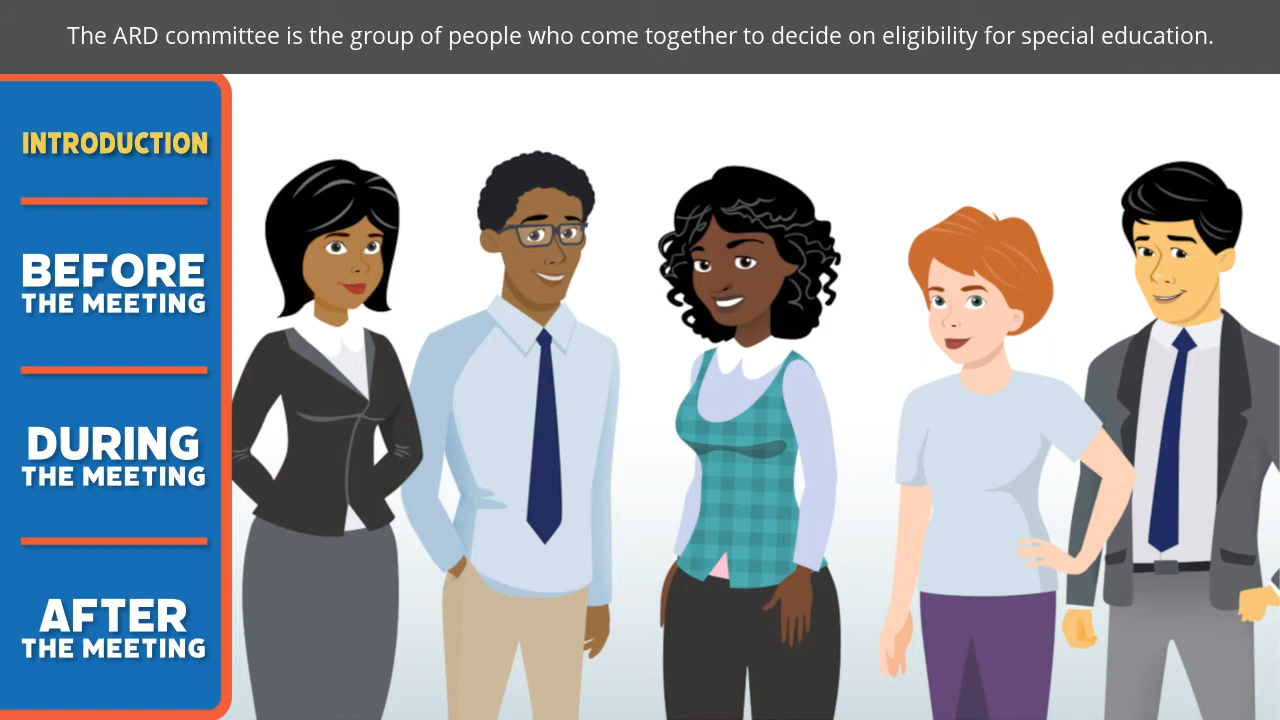 The ARD committee is the group of people who come together to decide on eligibility for special education.
INTRODUCTION
BEFORE
THE MEETING
DURING
THE MEETING
AFTER
THE MEETING